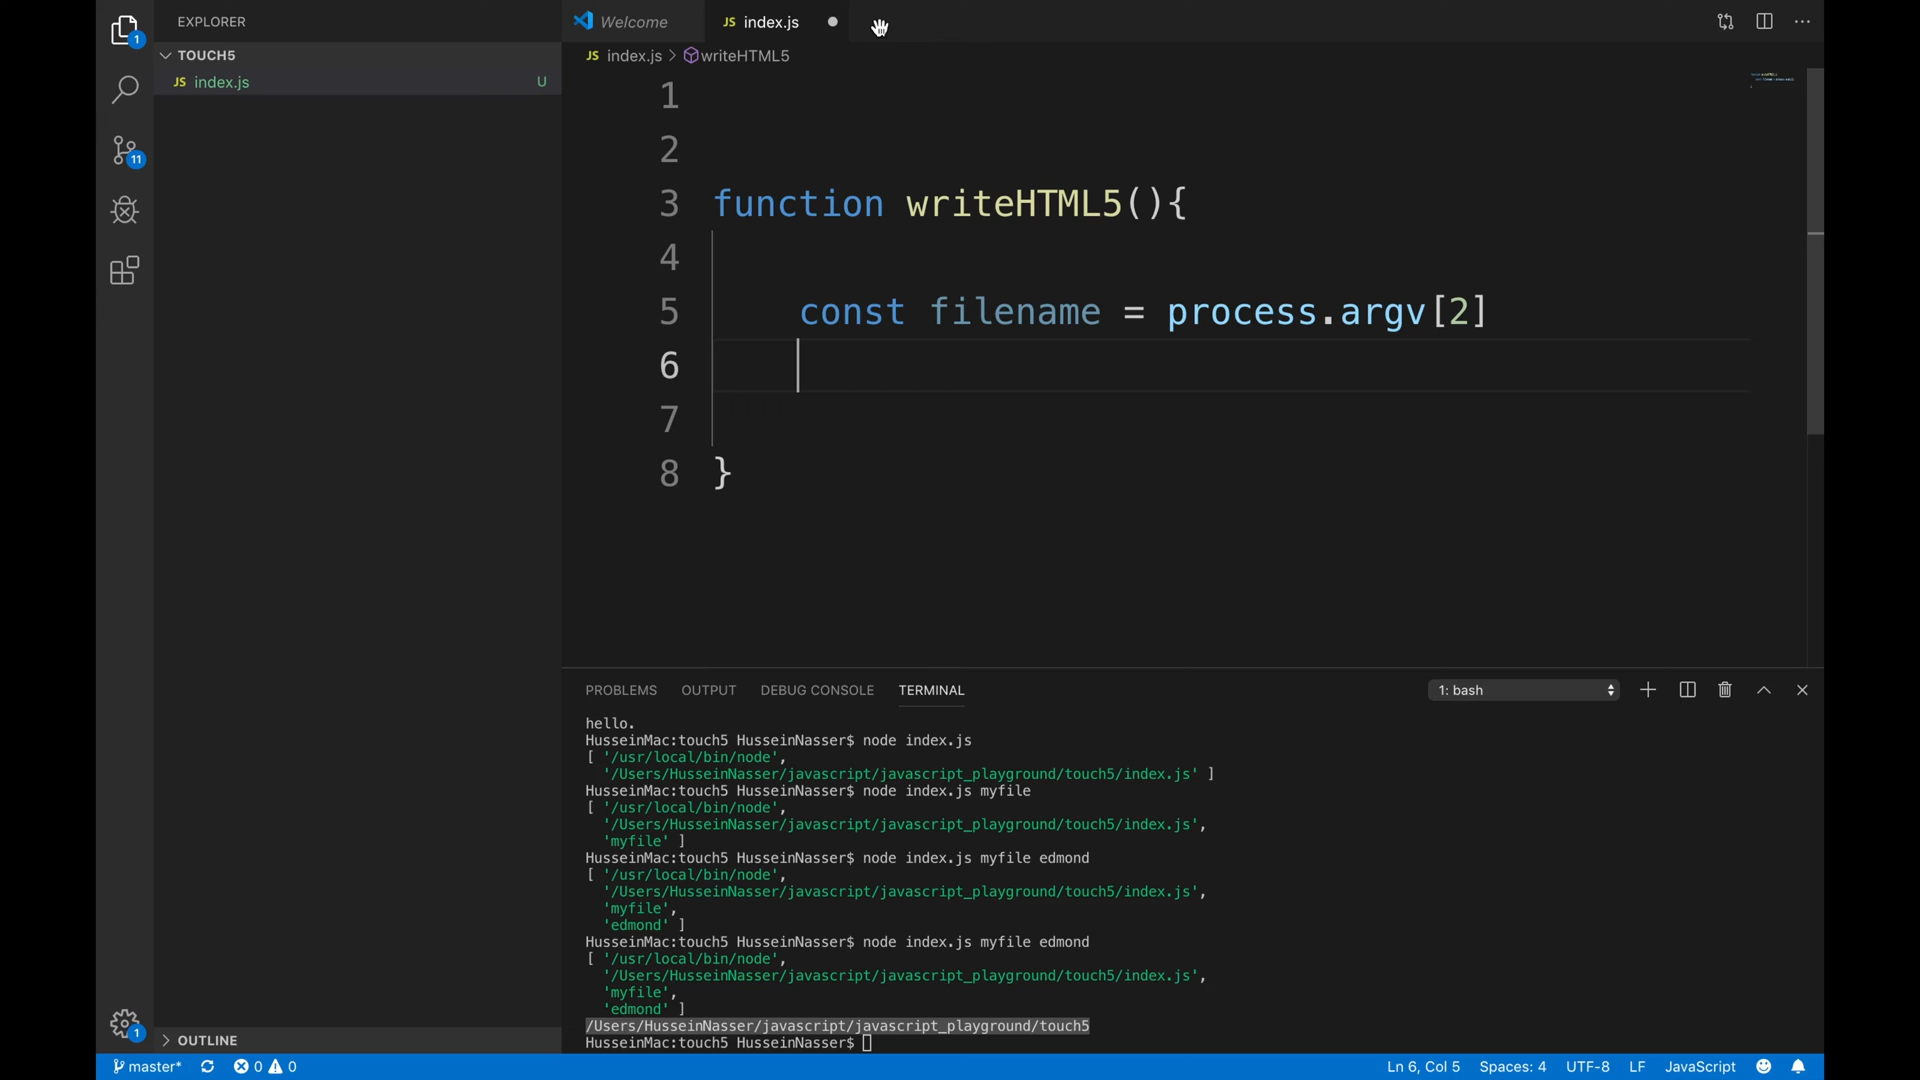 EXPLORER
TOUCH5
JS index.js U
1
11
1
OUTLINE
Welcome
JS index.js
JS index.js > writeHTML5
1
2
3 function writeHTML5(){
4
5 const filename = process.argv[2]
6
7
8 }
PROBLEMS OUTPUT DEBUG CONSOLE TERMINAL
1: bash
hello.
HusseinMac:touch5 HusseinNasser$ node index.js
[ '/usr/local/bin/node',
'/Users/HusseinNasser/javascript/javascript_playground/touch5/index.js' ]
HusseinMac:touch5 HusseinNasser$ node index.js myfile
[ '/usr/local/bin/node',
'/Users/HusseinNasser/javascript/javascript_playground/touch5/index.js',
'myfile' ]
HusseinMac:touch5 HusseinNasser$ node index.js myfile edmond
[ '/usr/local/bin/node',
'/Users/HusseinNasser/javascript/javascript_playground/touch5/index.js',
'myfile',
'edmond' ]
HusseinMac:touch5 HusseinNasser$ node index.js myfile edmond
[ '/usr/local/bin/node',
'/Users/HusseinNasser/javascript/javascript_playground/touch5/index.js',
'myfile',
'edmond' ]
/Users/HusseinNasser/javascript/javascript_playground/touch5
HusseinMac:touch5 HusseinNasser$
master* 0 0 Ln 6, Col 5 Spaces: 4 UTF-8 LF JavaScript